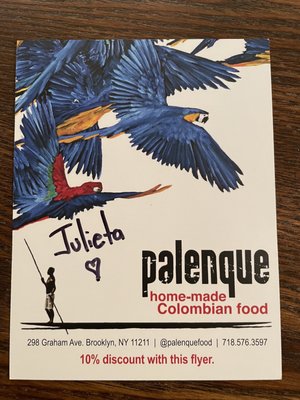 Julieta
palenque
home-made
Colombian food
298 Graham Ave. Brooklyn, NY 11211 | @palenquefood | 718.576.3597
10% discount with this flyer.